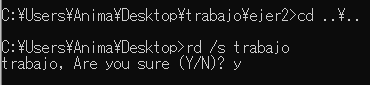 C:¥Users¥Anima¥Desktop¥trabajo¥ejer2>cd ..¥..
C:¥Users¥Anima¥Desktop>rd /s trabajo
trabajo, Are you sure (Y/N)? y